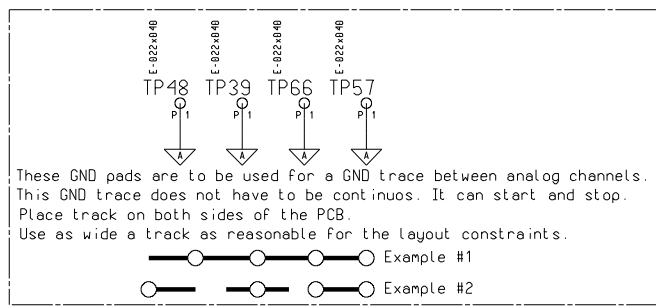 E-022x040 E-022x040 E-022x040 E-022x040
TP48 TP39 TP66 TP57
P 1 P 1 P 1 P 1
A A A A
These GND pads are to be used for a GND trace between analog channels.
This GND trace does not have to be continuos. It can start and stop.
Place track on both sides of the PCB.
Use as wide a track as reasonable for the layout constraints.
Example #1
Example #2